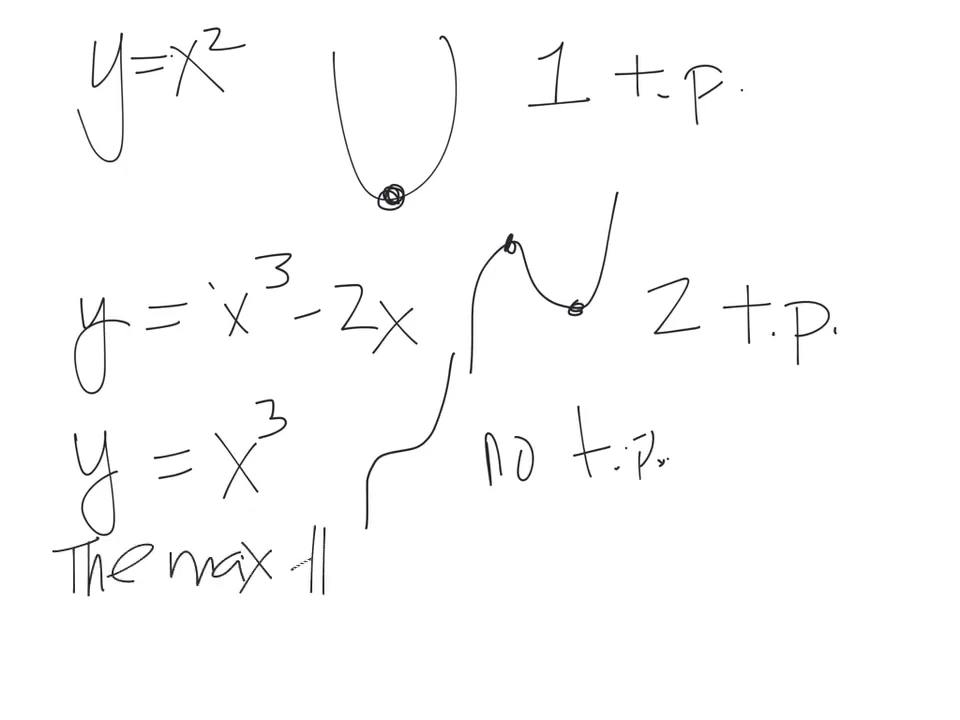 y=x² 1 t.p.
y = x³ - 2x 2 t.p.
y = x³ no t.p.
The max #